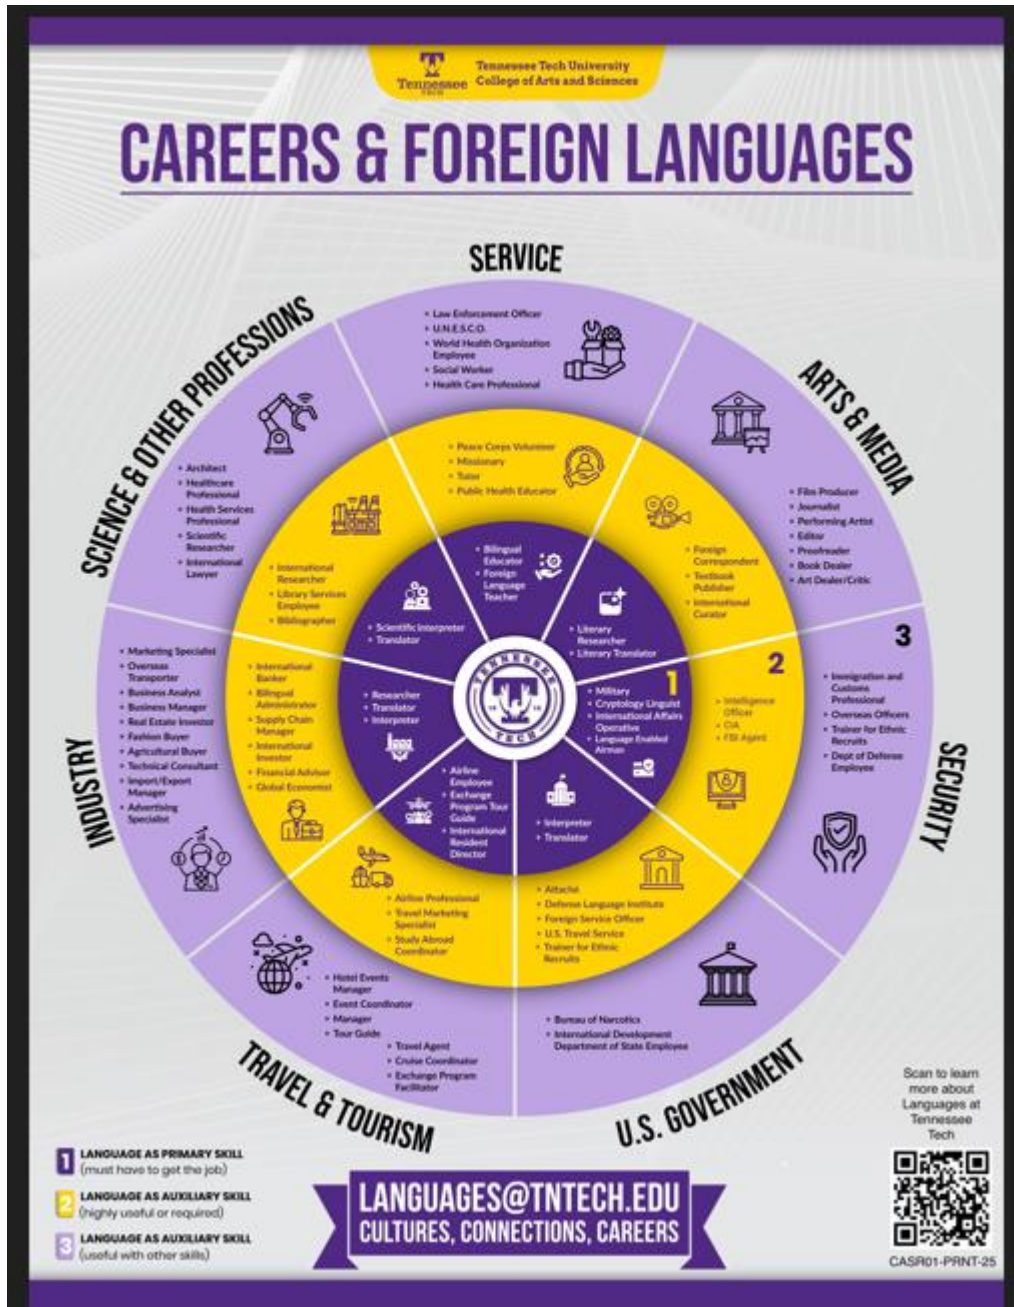 Tennessee Tech University
College of Arts and Sciences
Tennessee
TECH
CAREERS & FOREIGN LANGUAGES
SERVICE
• Law Enforcement Officer
• U.N.E.S.C.O.
• World Health Organization
Employee
• Social Worker
• Health Care Professional
• Peace Corps Volunteer
• Missionary
• Tutor
• Public Health Educator
• Bilingual
Educator
• Foreign
Language
Teacher
ARTS & MEDIA
• Film Producer
• Journalist
• Performing Artist
• Editor
• Proofreader
• Book Dealer
• Art Dealer/Critic
• Foreign
Correspondent
• Textbook
Publisher
• International
Curator
• Literary
Researcher
• Literary Translator
SECURITY
3
• Immigration and
Customs
Professional
• Overseas Officers
• Trainer for Ethnic
Recruits
• Dept of Defense
Employee
2
• Intelligence
Officer
• CIA
• FBI Agent
1
• Military
• Cryptology Linguist
• International Affairs
Operative
• Language Enabled
Airman
U.S. GOVERNMENT
• Bureau of Narcotics
• International Development
Department of State Employee
• Attaché
• Defense Language Institute
• Foreign Service Officer
• U.S. Travel Service
• Trainer for Ethnic
Recruits
• Interpreter
• Translator
TRAVEL & TOURISM
• Hotel Events
Manager
• Event Coordinator
• Manager
• Tour Guide
• Travel Agent
• Cruise Coordinator
• Exchange Program
Facilitator
• Airline Professional
• Travel Marketing
Specialist
• Study Abroad
Coordinator
• Airline
Employee
• Exchange
Program Tour
Guide
• International
Resident
Director
INDUSTRY
• Marketing Specialist
• Overseas
Transporter
• Business Analyst
• Business Manager
• Real Estate Investor
• Fashion Buyer
• Agricultural Buyer
• Technical Consultant
• Import/Export
Manager
• Advertising
Specialist
• International
Banker
• Bilingual
Administrator
• Supply Chain
Manager
• International
Investor
• Financial Advisor
• Global Economist
• Researcher
• Translator
• Interpreter
SCIENCE & OTHER PROFESSIONS
• Architect
• Healthcare
Professional
• Health Services
Professional
• Scientific
Researcher
• International
Lawyer
• International
Researcher
• Library Services
Employee
• Bibliographer
• Scientific Interpreter
• Translator
TENNESSEE
TECH
1 LANGUAGE AS PRIMARY SKILL
(must have to get the job)
2 LANGUAGE AS AUXILIARY SKILL
(highly useful or required)
3 LANGUAGE AS AUXILIARY SKILL
(useful with other skills)
LANGUAGES@TNTECH.EDU
CULTURES, CONNECTIONS, CAREERS
Scan to learn
more about
Languages at
Tennessee
Tech
CASR01-PRNT-25